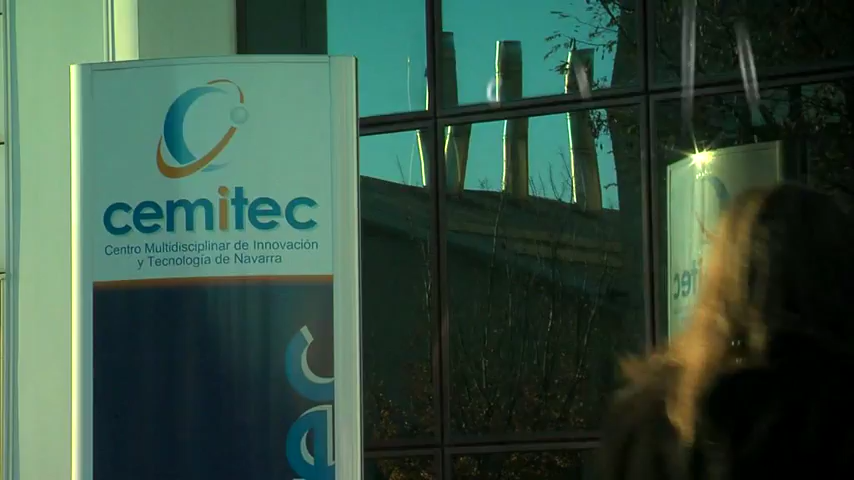 cemitec
Centro Multidisciplinar de Innovación
y Tecnología de Navarra
ec